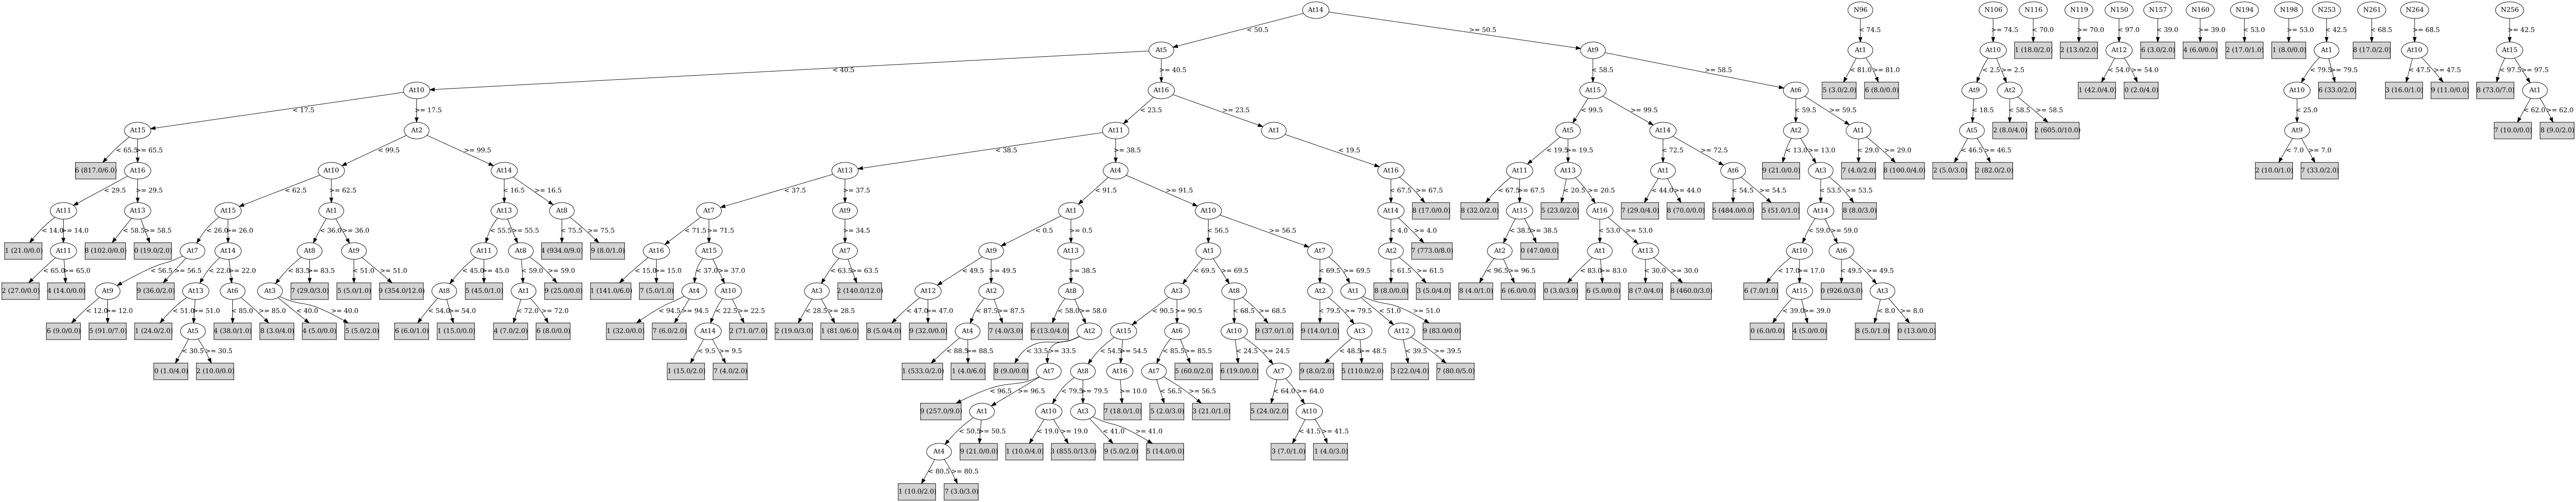 At14 N96 N106 N116 N119 N150 N157 N160 N194 N198 N253 N261 N264 N256
< 50.5 >= 50.5 < 74.5 >= 74.5 < 70.0 >= 70.0 < 97.0 < 39.0 >= 39.0 < 53.0 >= 53.0 < 42.5 < 68.5 >= 68.5 >= 42.5
At5 At9 At1 At10 1 (18.0/2.0) 2 (13.0/2.0) At12 6 (3.0/2.0) 4 (6.0/0.0) 2 (17.0/1.0) 1 (8.0/0.0) At1 8 (17.0/2.0) At10 At15
< 40.5 >= 40.5 < 58.5 >= 58.5 < 81.0 >= 81.0 < 2.5 >= 2.5 < 54.0 >= 54.0 < 79.5 >= 79.5 < 47.5 >= 47.5 < 97.5 >= 97.5
At10 At16 At15 At6 5 (3.0/2.0) 6 (8.0/0.0) At9 At2 1 (42.0/4.0) 0 (2.0/4.0) At10 6 (33.0/2.0) 3 (16.0/1.0) 9 (11.0/0.0) 8 (73.0/7.0) At1
< 17.5 >= 17.5 < 23.5 >= 23.5 < 99.5 >= 99.5 < 59.5 >= 59.5 < 18.5 < 58.5 >= 58.5 < 25.0 < 62.0 >= 62.0
At15 At2 At11 At1 At5 At14 At2 At1 At5 2 (8.0/4.0) 2 (605.0/10.0) At9 7 (10.0/0.0) 8 (9.0/2.0)
< 65.5 >= 65.5 < 99.5 >= 99.5 < 38.5 >= 38.5 < 19.5 < 19.5 >= 19.5 < 72.5 >= 72.5 < 13.0 >= 13.0 < 29.0 >= 29.0 < 46.5 >= 46.5 < 7.0 >= 7.0
6 (817.0/6.0) At16 At10 At14 At13 At4 At16 At11 At13 At1 At6 9 (21.0/0.0) At3 7 (4.0/2.0) 8 (100.0/4.0) 2 (5.0/3.0) 2 (82.0/2.0) 2 (10.0/1.0) 7 (33.0/2.0)
< 29.5 >= 29.5 < 62.5 >= 62.5 < 16.5 >= 16.5 < 37.5 >= 37.5 < 91.5 >= 91.5 < 67.5 >= 67.5 < 67.5 >= 67.5 < 20.5 >= 20.5 < 44.0 >= 44.0 < 54.5 >= 54.5 < 53.5 >= 53.5
At11 At13 At15 At1 At13 At8 At7 At9 At1 At10 At14 8 (17.0/0.0) 8 (32.0/2.0) At15 5 (23.0/2.0) At16 7 (29.0/4.0) 8 (70.0/0.0) 5 (484.0/0.0) 5 (51.0/1.0) At14 8 (8.0/3.0)
< 14.0 >= 14.0 < 58.5 >= 58.5 < 26.0 >= 26.0 < 36.0 >= 36.0 < 55.5 >= 55.5 < 75.5 >= 75.5 < 71.5 >= 71.5 >= 34.5 < 0.5 >= 0.5 < 56.5 >= 56.5 < 4.0 >= 4.0 < 38.5 >= 38.5 < 53.0 >= 53.0 < 59.0 >= 59.0
1 (21.0/0.0) At11 8 (102.0/0.0) 0 (19.0/2.0) At7 At14 At8 At9 At11 At8 4 (934.0/9.0) 9 (8.0/1.0) At16 At15 At7 At9 At13 At1 At7 At2 7 (773.0/8.0) At2 0 (47.0/0.0) At1 At13 At10 At6
< 65.0 >= 65.0 < 56.5 >= 56.5 < 22.0 >= 22.0 < 83.5 >= 83.5 < 51.0 >= 51.0 < 45.0 >= 45.0 < 59.0 >= 59.0 < 15.0 >= 15.0 < 37.0 >= 37.0 < 63.5 >= 63.5 < 49.5 >= 49.5 >= 38.5 < 69.5 >= 69.5 < 69.5 >= 69.5 < 61.5 >= 61.5 < 96.5 >= 96.5 < 83.0 >= 83.0 < 30.0 >= 30.0 < 17.0 >= 17.0 < 49.5 >= 49.5
2 (27.0/0.0) 4 (14.0/0.0) At9 9 (36.0/2.0) At13 At6 At3 7 (29.0/3.0) 5 (5.0/1.0) 9 (354.0/12.0) At8 5 (45.0/1.0) At1 9 (25.0/0.0) 1 (141.0/6.0) 7 (5.0/1.0) At4 At10 At3 2 (140.0/12.0) At12 At2 At8 At3 At8 At2 At1 8 (8.0/0.0) 3 (5.0/4.0) 8 (4.0/1.0) 6 (6.0/0.0) 0 (3.0/3.0) 6 (5.0/0.0) 8 (7.0/4.0) 8 (460.0/3.0) 6 (7.0/1.0) At15 0 (926.0/3.0) At3
< 12.0 >= 12.0 < 51.0 >= 51.0 < 85.0 >= 85.0 < 40.0 >= 40.0 < 54.0 >= 54.0 < 72.0 >= 72.0 < 94.5 >= 94.5 < 22.5 >= 22.5 < 28.5 >= 28.5 < 47.0 >= 47.0 < 87.5 >= 87.5 < 58.0 >= 58.0 < 90.5 >= 90.5 < 68.5 >= 68.5 < 79.5 >= 79.5 < 51.0 >= 51.0 < 39.0 >= 39.0 < 8.0 >= 8.0
6 (9.0/0.0) 5 (91.0/7.0) 1 (24.0/2.0) At5 4 (38.0/1.0) 8 (3.0/4.0) 4 (5.0/0.0) 5 (5.0/2.0) 6 (6.0/1.0) 1 (15.0/0.0) 4 (7.0/2.0) 6 (8.0/0.0) 1 (32.0/0.0) 7 (6.0/2.0) At14 2 (71.0/7.0) 2 (19.0/3.0) 1 (81.0/6.0) 8 (5.0/4.0) 9 (32.0/0.0) At4 7 (4.0/3.0) 6 (13.0/4.0) At2 At15 At6 At10 9 (37.0/1.0) 9 (14.0/1.0) At3 At12 9 (83.0/0.0) 0 (6.0/0.0) 4 (5.0/0.0) 8 (5.0/1.0) 0 (13.0/0.0)
< 30.5 >= 30.5 < 9.5 >= 9.5 < 88.5 >= 88.5 < 33.5 >= 33.5 < 54.5 >= 54.5 < 85.5 >= 85.5 < 24.5 >= 24.5 < 48.5 >= 48.5 < 39.5 >= 39.5
0 (1.0/4.0) 2 (10.0/0.0) 1 (15.0/2.0) 7 (4.0/2.0) 1 (533.0/2.0) 1 (4.0/6.0) 8 (9.0/0.0) At7 At8 At16 At7 5 (60.0/2.0) 6 (19.0/0.0) At7 9 (8.0/2.0) 5 (110.0/2.0) 3 (22.0/4.0) 7 (80.0/5.0)
< 96.5 >= 96.5 < 79.5 >= 79.5 >= 10.0 < 56.5 >= 56.5 < 64.0 >= 64.0
9 (257.0/9.0) At1 At10 At3 7 (18.0/1.0) 5 (2.0/3.0) 3 (21.0/1.0) 5 (24.0/2.0) At10
< 50.5 >= 50.5 < 19.0 >= 19.0 < 41.0 >= 41.0 < 41.5 >= 41.5
At4 9 (21.0/0.0) 1 (10.0/4.0) 3 (855.0/13.0) 9 (5.0/2.0) 5 (14.0/0.0) 3 (7.0/1.0) 1 (4.0/3.0)
< 80.5 >= 80.5
1 (10.0/2.0) 7 (3.0/3.0)